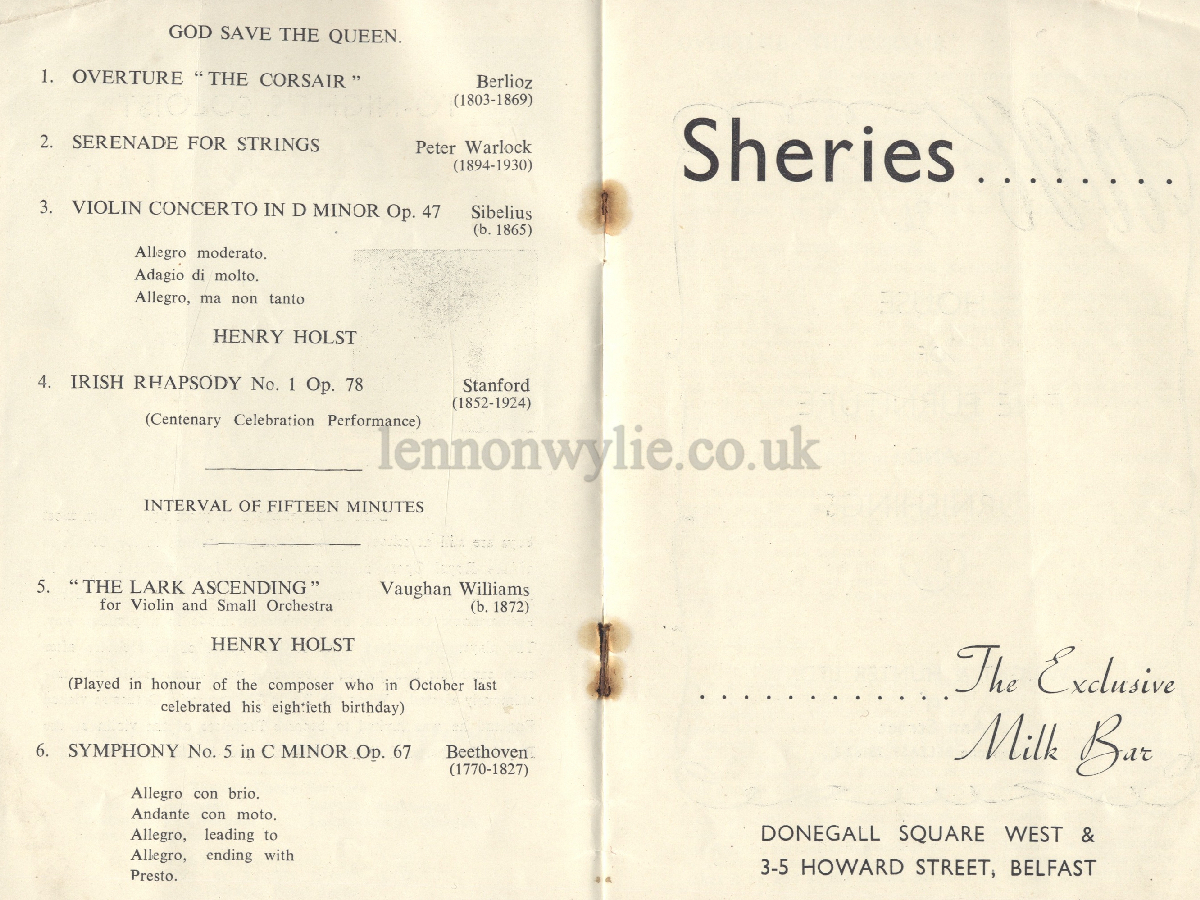 GOD SAVE THE QUEEN.
1. OVERTURE “THE CORSAIR” Berlioz
(1803-1869)
2. SERENADE FOR STRINGS Peter Warlock
(1894-1930)
3. VIOLIN CONCERTO IN D MINOR Op. 47 Sibelius
(b. 1865)
Allegro moderato.
Adagio di molto.
Allegro, ma non tanto
HENRY HOLST
4. IRISH RHAPSODY No. 1 Op. 78 Stanford
(1852-1924)
(Centenary Celebration Performance)
INTERVAL OF FIFTEEN MINUTES
5. “THE LARK ASCENDING” Vaughan Williams
for Violin and Small Orchestra (b. 1872)
HENRY HOLST
(Played in honour of the composer who in October last
celebrated his eightieth birthday)
6. SYMPHONY No. 5 in C MINOR Op. 67 Beethoven
(1770-1827)
Allegro con brio.
Andante con moto.
Allegro, leading to
Allegro, ending with
Presto.
Sheries ........
............The Exclusive
Milk Bar
DONEGALL SQUARE WEST &
3-5 HOWARD STREET, BELFAST
lennonwylie.co.uk